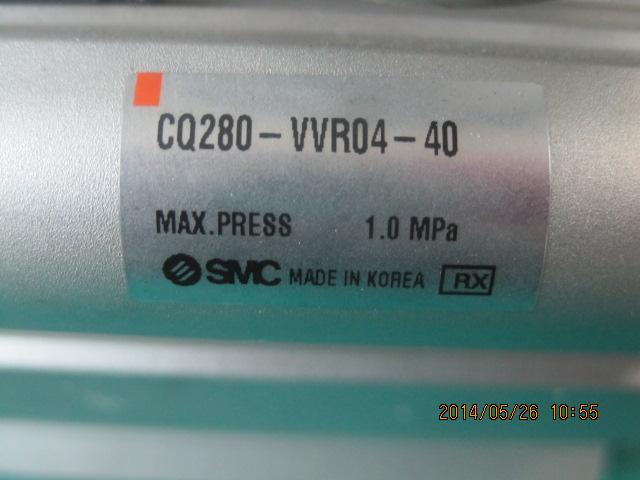 CQ280-VVR04-40
MAX.PRESS 1.0 MPa
SMC MADE IN KOREA RX
2014/05/26 10:55